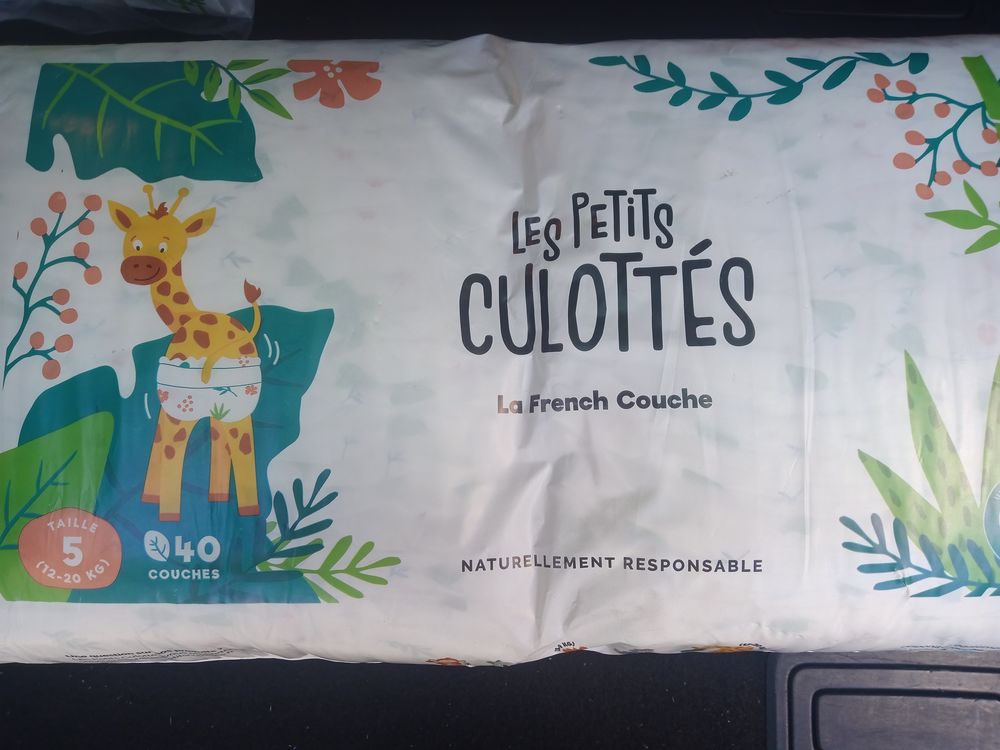 LES PETITS
CULOTTÉS
La French Couche
NATURELLEMENT RESPONSABLE
TAILLE
5
(12-20 KG)
40
COUCHES